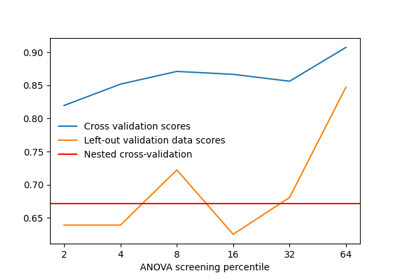 0.90
0.85
0.80
0.75
0.70
0.65
Cross validation scores
Left-out validation data scores
Nested cross-validation
2 4 8 16 32 64
ANOVA screening percentile